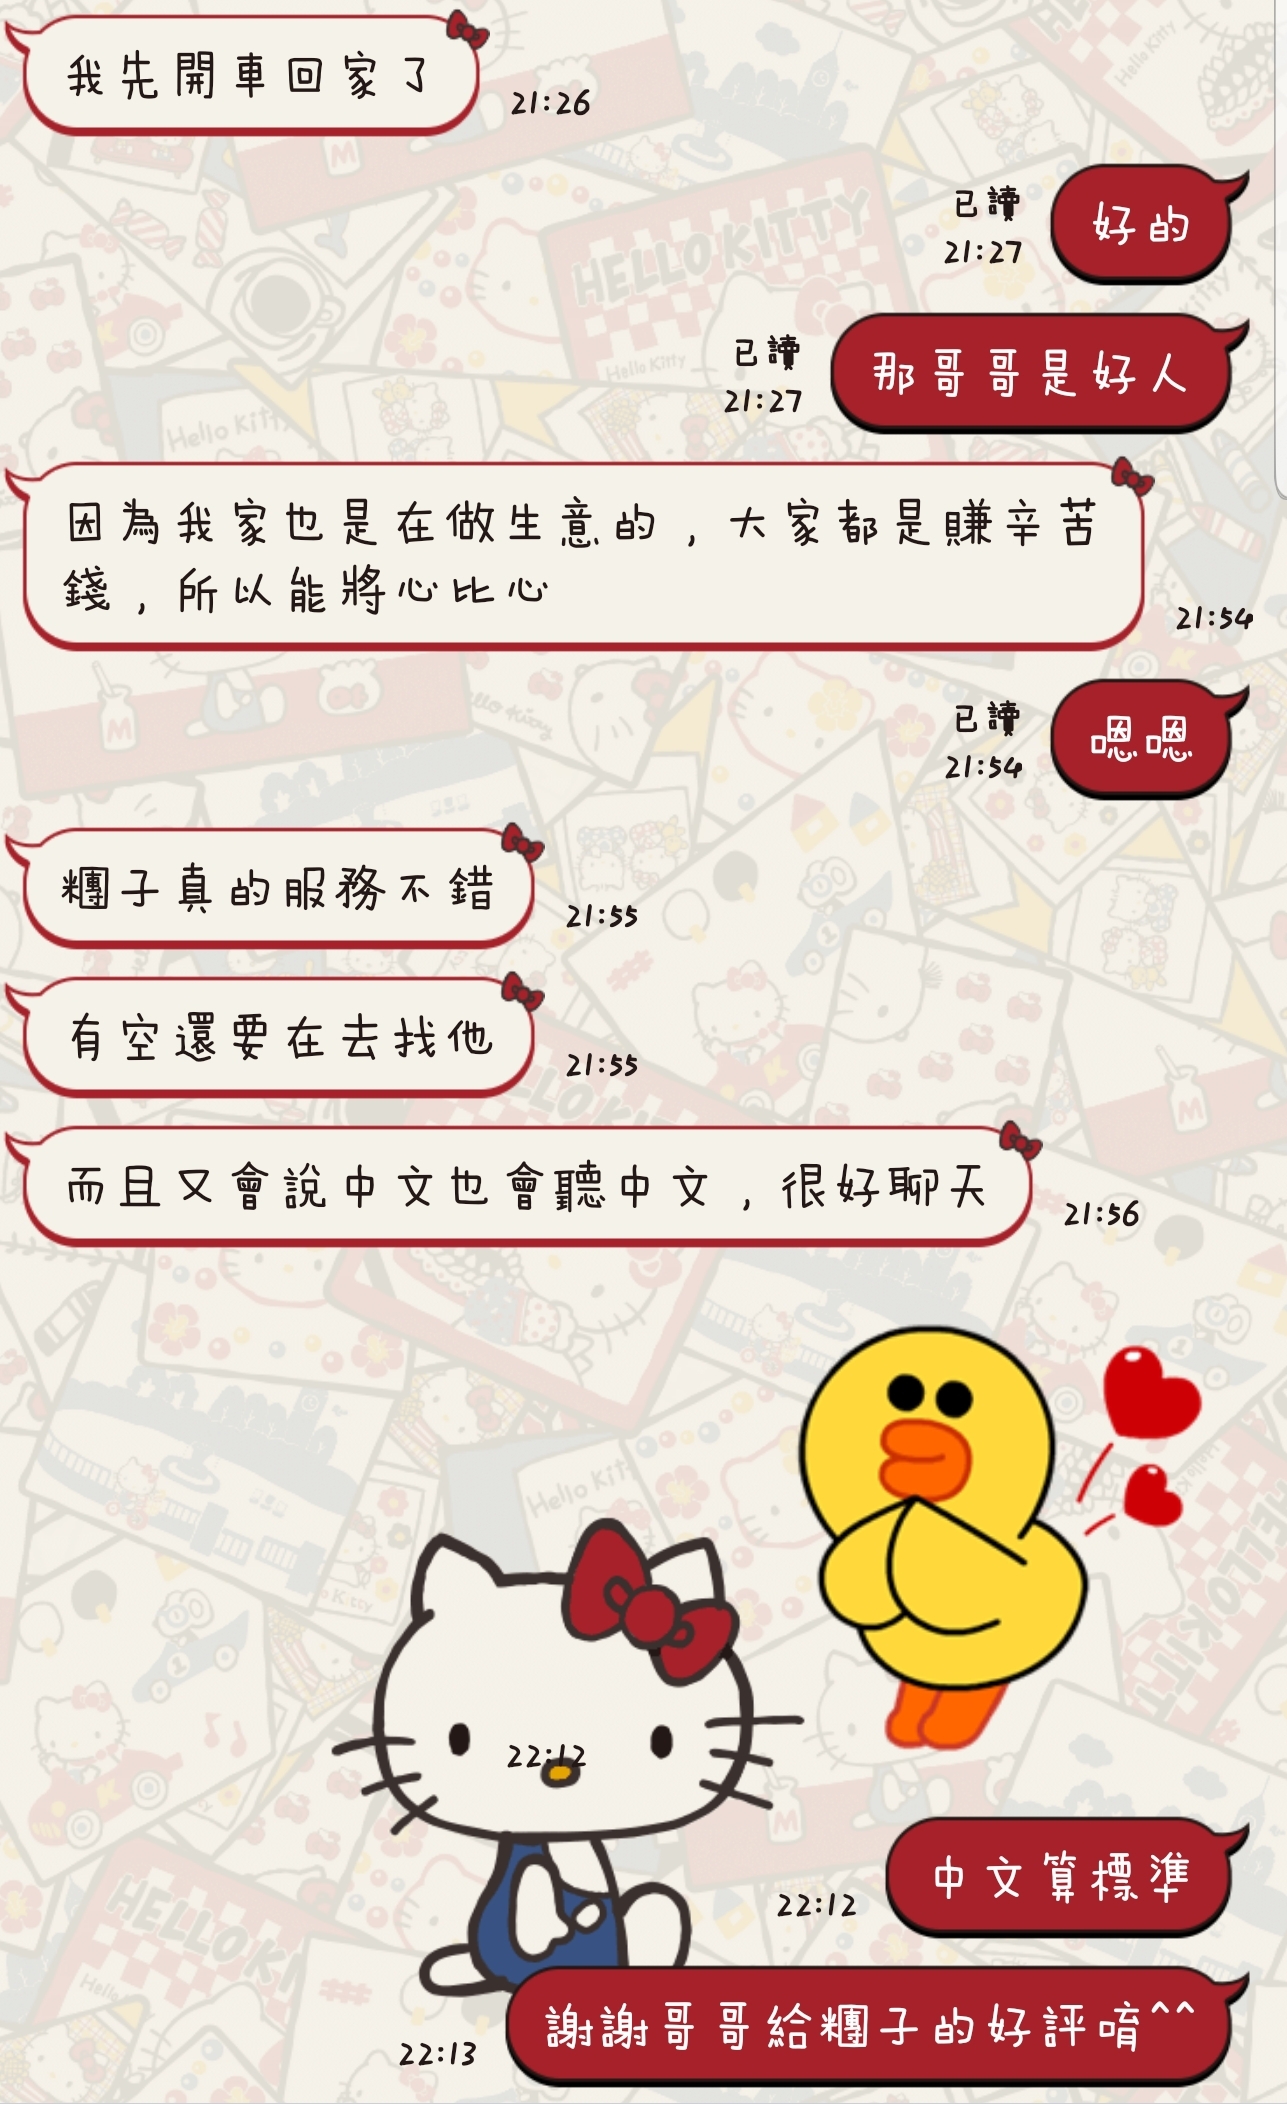 我先開車回家了
21:26
已讀
21:27
好的
已讀
21:27
那哥哥是好人
因為我家也是在做生意的，大家都是賺辛苦
錢，所以能將心比心
21:54
已讀
21:54
嗯嗯
糰子真的服務不錯
21:55
有空還要在去找他
21:55
而且又會說中文也會聽中文，很好聊天
21:56
22:12
中文算標準
22:12
謝謝哥哥給糰子的好評唷^^
22:13